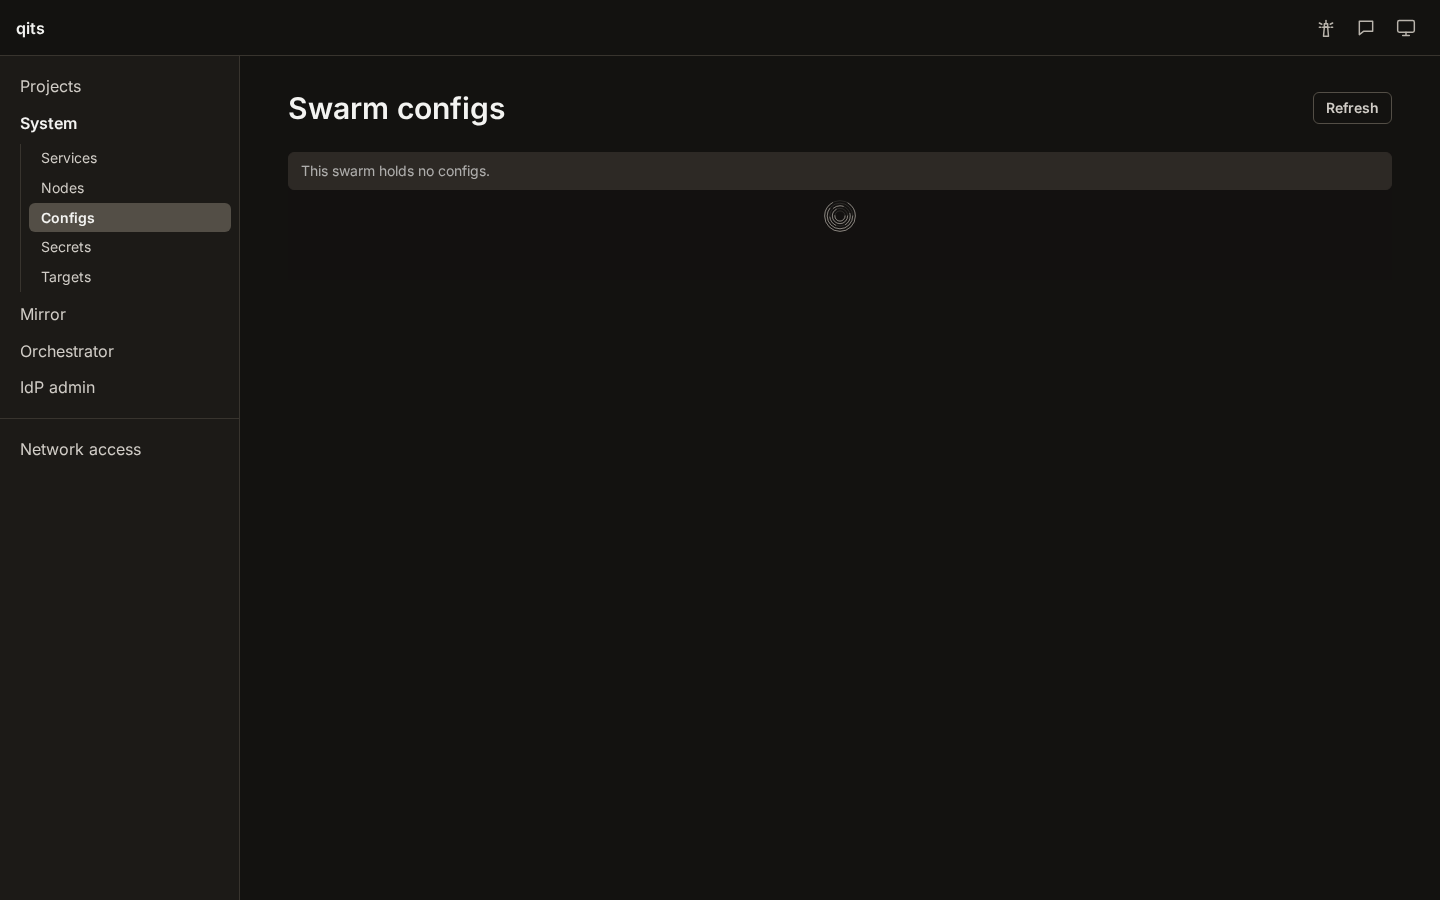 qits
Projects
System
Services
Nodes
Configs
Secrets
Targets
Mirror
Orchestrator
IdP admin
Network access
Swarm configs
Refresh
This swarm holds no configs.